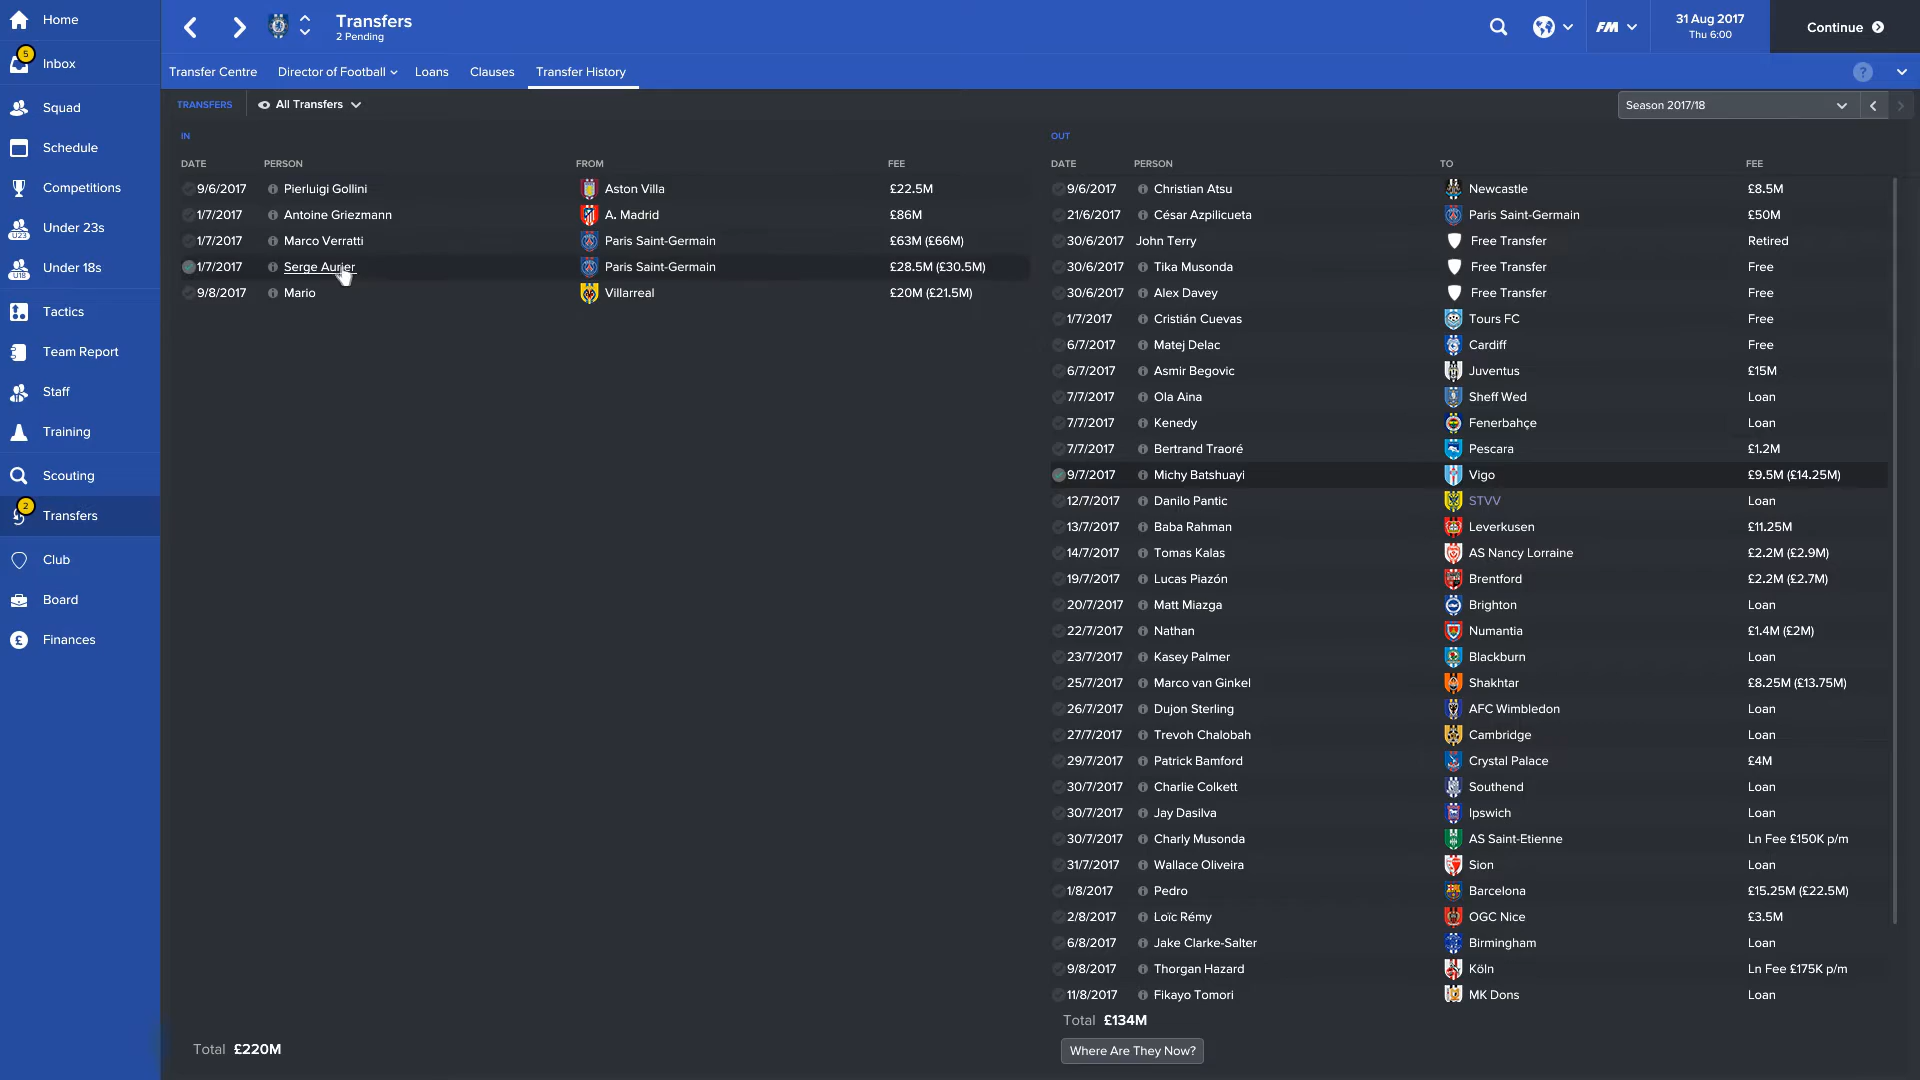 Home
5
Inbox
Squad
Schedule
Competitions
U23
Under 23s
U18
Under 18s
Tactics
Team Report
Staff
Training
Scouting
2
Transfers
Club
Board
Finances
Transfers
2 Pending
FM
31 Aug 2017
Thu 6:00
Continue
Transfer Centre Director of Football Loans Clauses Transfer History
?
TRANSFERS All Transfers
Season 2017/18
IN
DATE PERSON FROM FEE
9/6/2017 Pierluigi Gollini Aston Villa £22.5M
1/7/2017 Antoine Griezmann A. Madrid £86M
1/7/2017 Marco Verratti Paris Saint-Germain £63M (£66M)
1/7/2017 Serge Aurier Paris Saint-Germain £28.5M (£30.5M)
9/8/2017 Mario Villarreal £20M (£21.5M)
Total £220M
OUT
DATE PERSON TO FEE
9/6/2017 Christian Atsu Newcastle £8.5M
21/6/2017 César Azpilicueta Paris Saint-Germain £50M
30/6/2017 John Terry Free Transfer Retired
30/6/2017 Tika Musonda Free Transfer Free
30/6/2017 Alex Davey Free Transfer Free
1/7/2017 Cristián Cuevas Tours FC Free
6/7/2017 Matej Delac Cardiff Free
6/7/2017 Asmir Begovic Juventus £15M
7/7/2017 Ola Aina Sheff Wed Loan
7/7/2017 Kenedy Fenerbahçe Loan
7/7/2017 Bertrand Traoré Pescara £1.2M
9/7/2017 Michy Batshuayi Vigo £9.5M (£14.25M)
12/7/2017 Danilo Pantic STVV Loan
13/7/2017 Baba Rahman Leverkusen £11.25M
14/7/2017 Tomas Kalas AS Nancy Lorraine £2.2M (£2.9M)
19/7/2017 Lucas Piazón Brentford £2.2M (£2.7M)
20/7/2017 Matt Miazga Brighton Loan
22/7/2017 Nathan Numantia £1.4M (£2M)
23/7/2017 Kasey Palmer Blackburn Loan
25/7/2017 Marco van Ginkel Shakhtar £8.25M (£13.75M)
26/7/2017 Dujon Sterling AFC Wimbledon Loan
27/7/2017 Trevoh Chalobah Cambridge Loan
29/7/2017 Patrick Bamford Crystal Palace £4M
30/7/2017 Charlie Colkett Southend Loan
30/7/2017 Jay Dasilva Ipswich Loan
30/7/2017 Charly Musonda AS Saint-Etienne Ln Fee £150K p/m
31/7/2017 Wallace Oliveira Sion Loan
1/8/2017 Pedro Barcelona £15.25M (£22.5M)
2/8/2017 Loïc Rémy OGC Nice £3.5M
6/8/2017 Jake Clarke-Salter Birmingham Loan
9/8/2017 Thorgan Hazard Köln Ln Fee £175K p/m
11/8/2017 Fikayo Tomori MK Dons Loan
Total £134M
Where Are They Now?